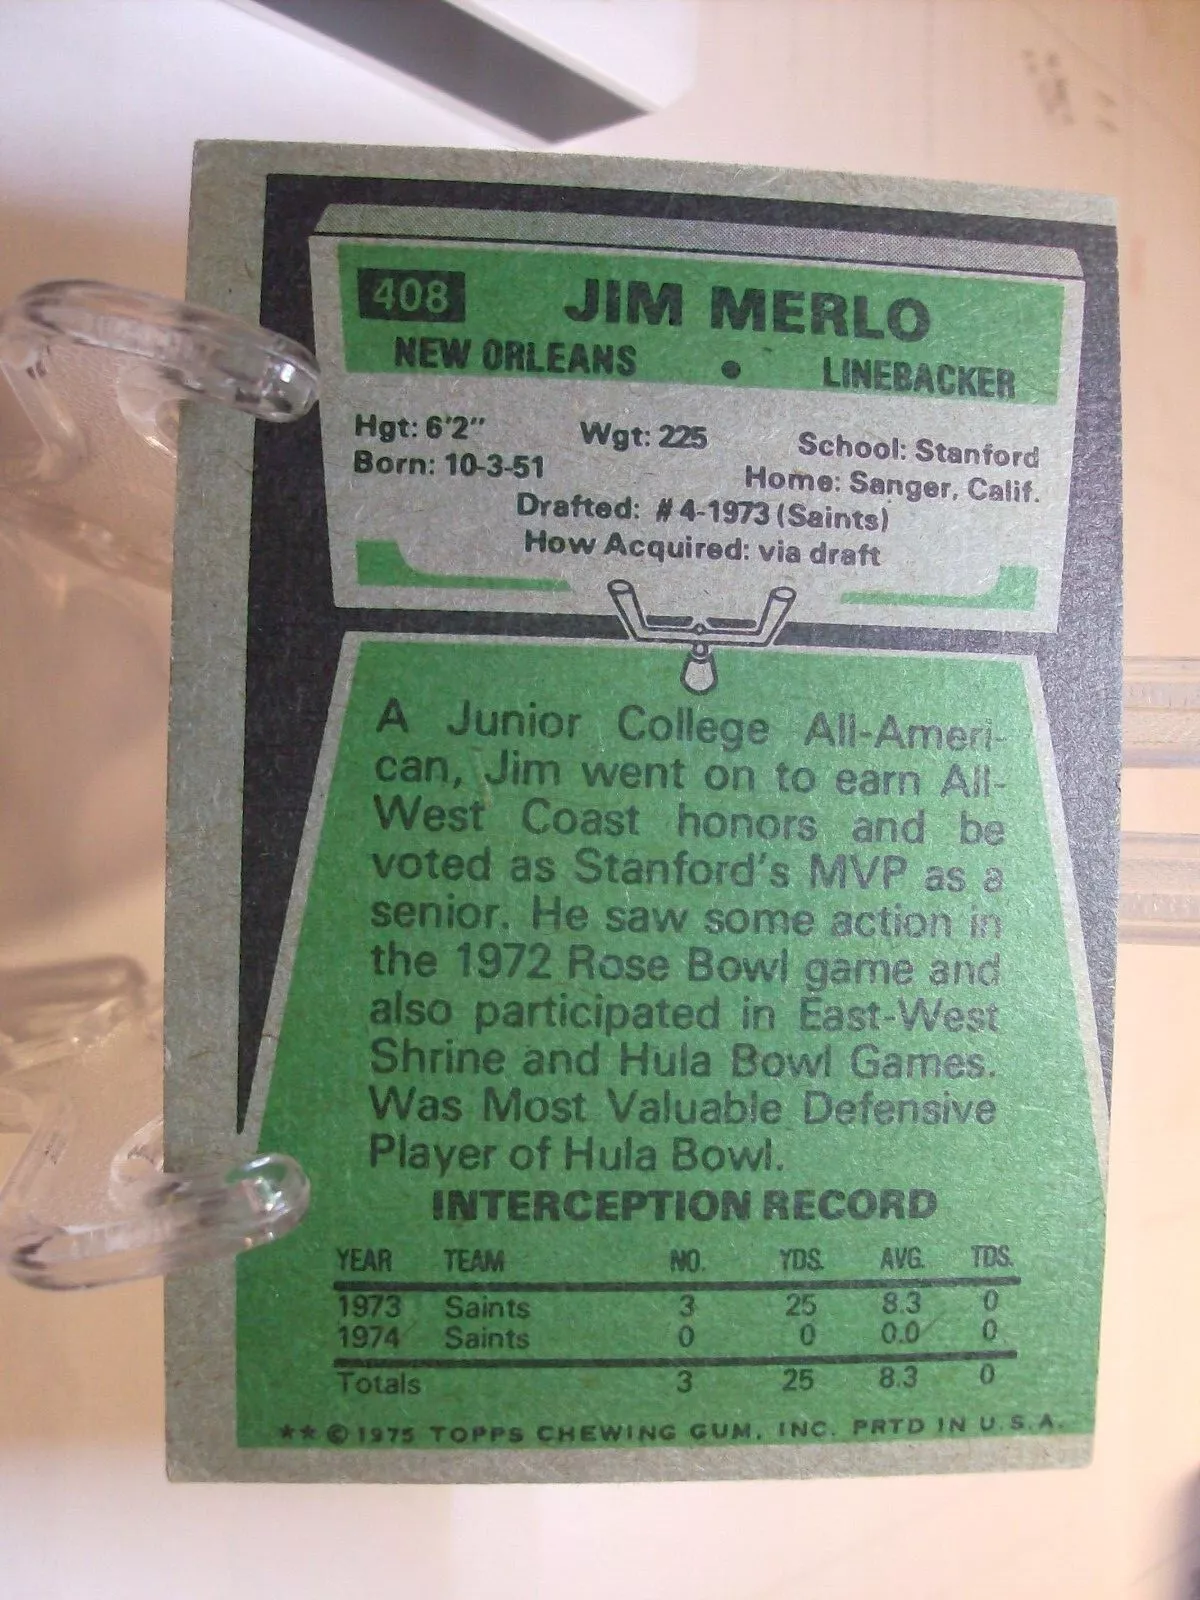 408 JIM MERLO
NEW ORLEANS • LINEBACKER
Hgt: 6'2" Wgt: 225 School: Stanford
Born: 10-3-51 Home: Sanger, Calif.
Drafted: #4-1973 (Saints)
How Acquired: via draft
A Junior College All-Ameri-
can, Jim went on to earn All-
West Coast honors and be
voted as Stanford's MVP as a
senior. He saw some action in
the 1972 Rose Bowl game and
also participated in East-West
Shrine and Hula Bowl Games.
Was Most Valuable Defensive
Player of Hula Bowl.
INTERCEPTION RECORD
YEAR TEAM NO. YDS. AVG. TDS.
1973 Saints 3 25 8.3 0
1974 Saints 0 0 0.0 0
Totals 3 25 8.3 0
** © 1975 TOPPS CHEWING GUM, INC. PRTD IN U.S.A.